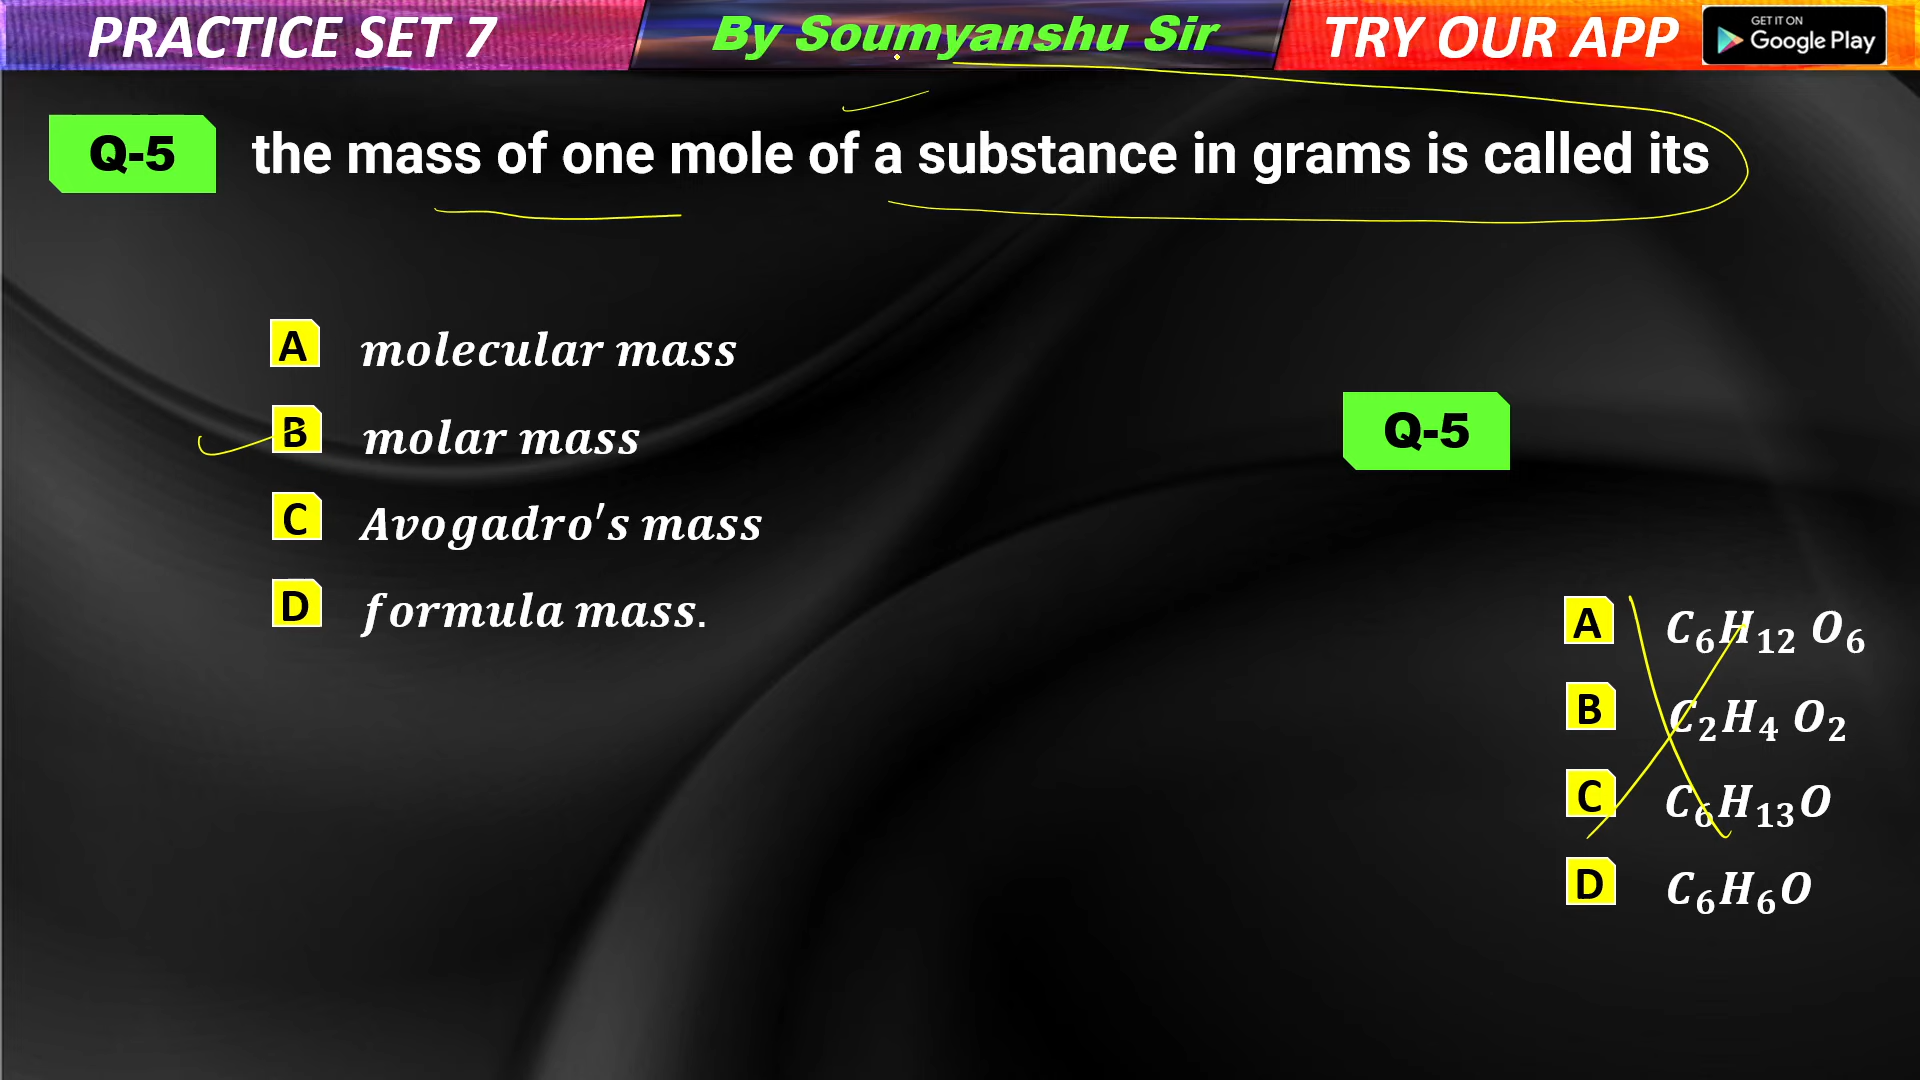 PRACTICE SET 7
By Soumyanshu Sir
TRY OUR APP
GET IT ON
Google Play
Q-5 the mass of one mole of a substance in grams is called its
A molecular mass
B molar mass
C Avogadro's mass
D formula mass.
Q-5
A C₆H₁₂ O₆
B C₂H₄ O₂
C C₆H₁₃O
D C₆H₆O